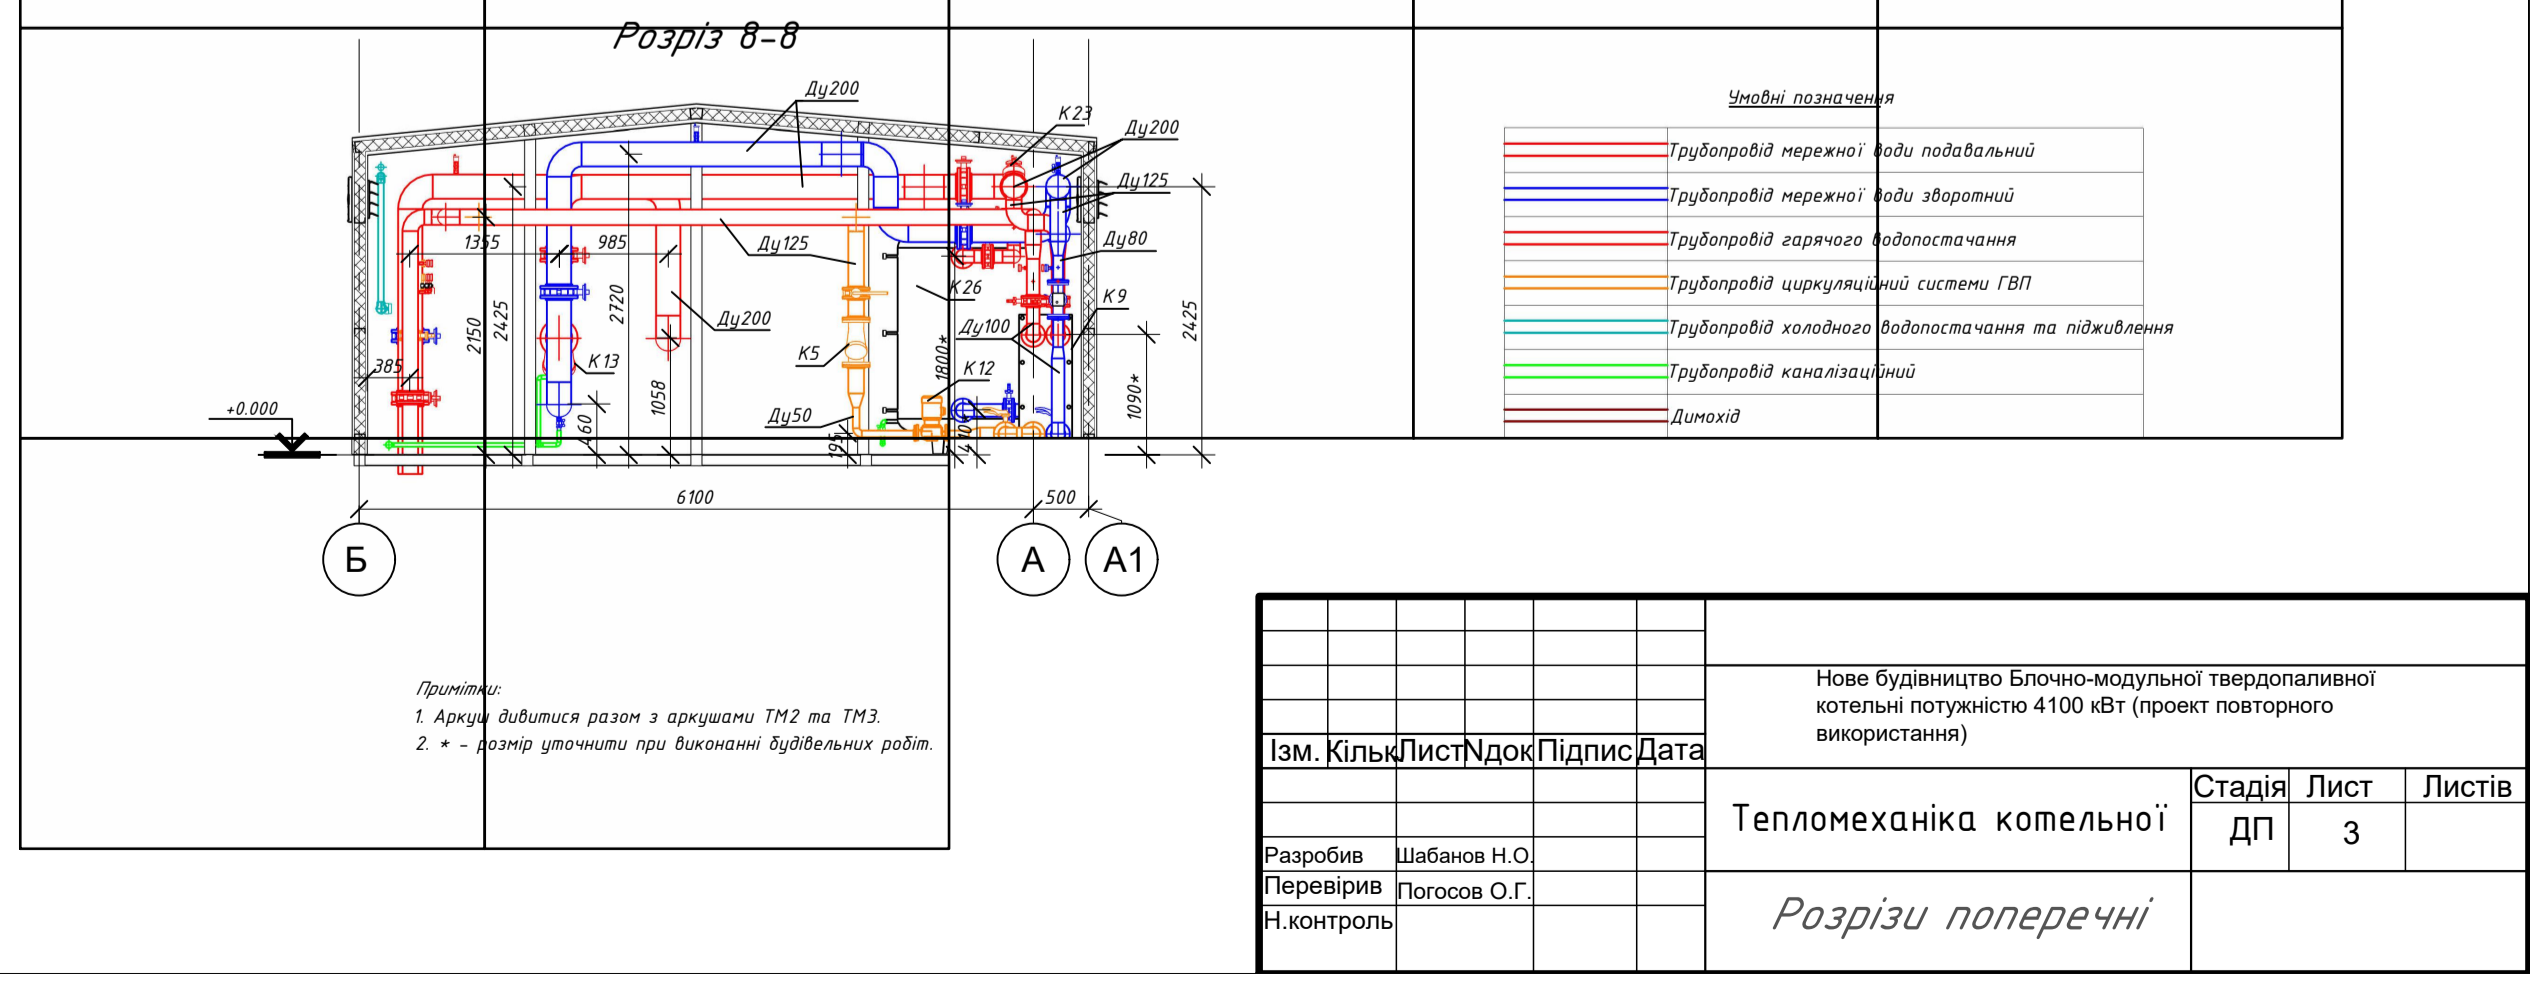 Розріз 8-8
Ду200
К23
Ду200
Ду125
1355
985
Ду125
Ду80
К26
К9
2150
2425
2720
Ду200
Ду100
2425
К5
К13
1800*
К12
385
1058
1090*
+0.000
Ду50
460
195
410*
6100
500
Б
А
А1
Умовні позначення
Трубопровід мережної води подавальний
Трубопровід мережної води зворотний
Трубопровід гарячого водопостачання
Трубопровід циркуляційний системи ГВП
Трубопровід холодного водопостачання та підживлення
Трубопровід каналізаційний
Димохід
Примітки:
1. Аркуш дивитися разом з аркушами ТМ2 та ТМ3.
2. * - розмір уточнити при виконанні будівельних робіт.
Нове будівництво Блочно-модульної твердопаливної
котельні потужністю 4100 кВт (проект повторного
використання)
Ізм. Кільк Лист Nдок Підпис Дата
Тепломеханіка котельної
Стадія Лист Листів
ДП 3
Разробив Шабанов Н.О.
Перевірив Погосов О.Г.
Н.контроль
Розрізи поперечні